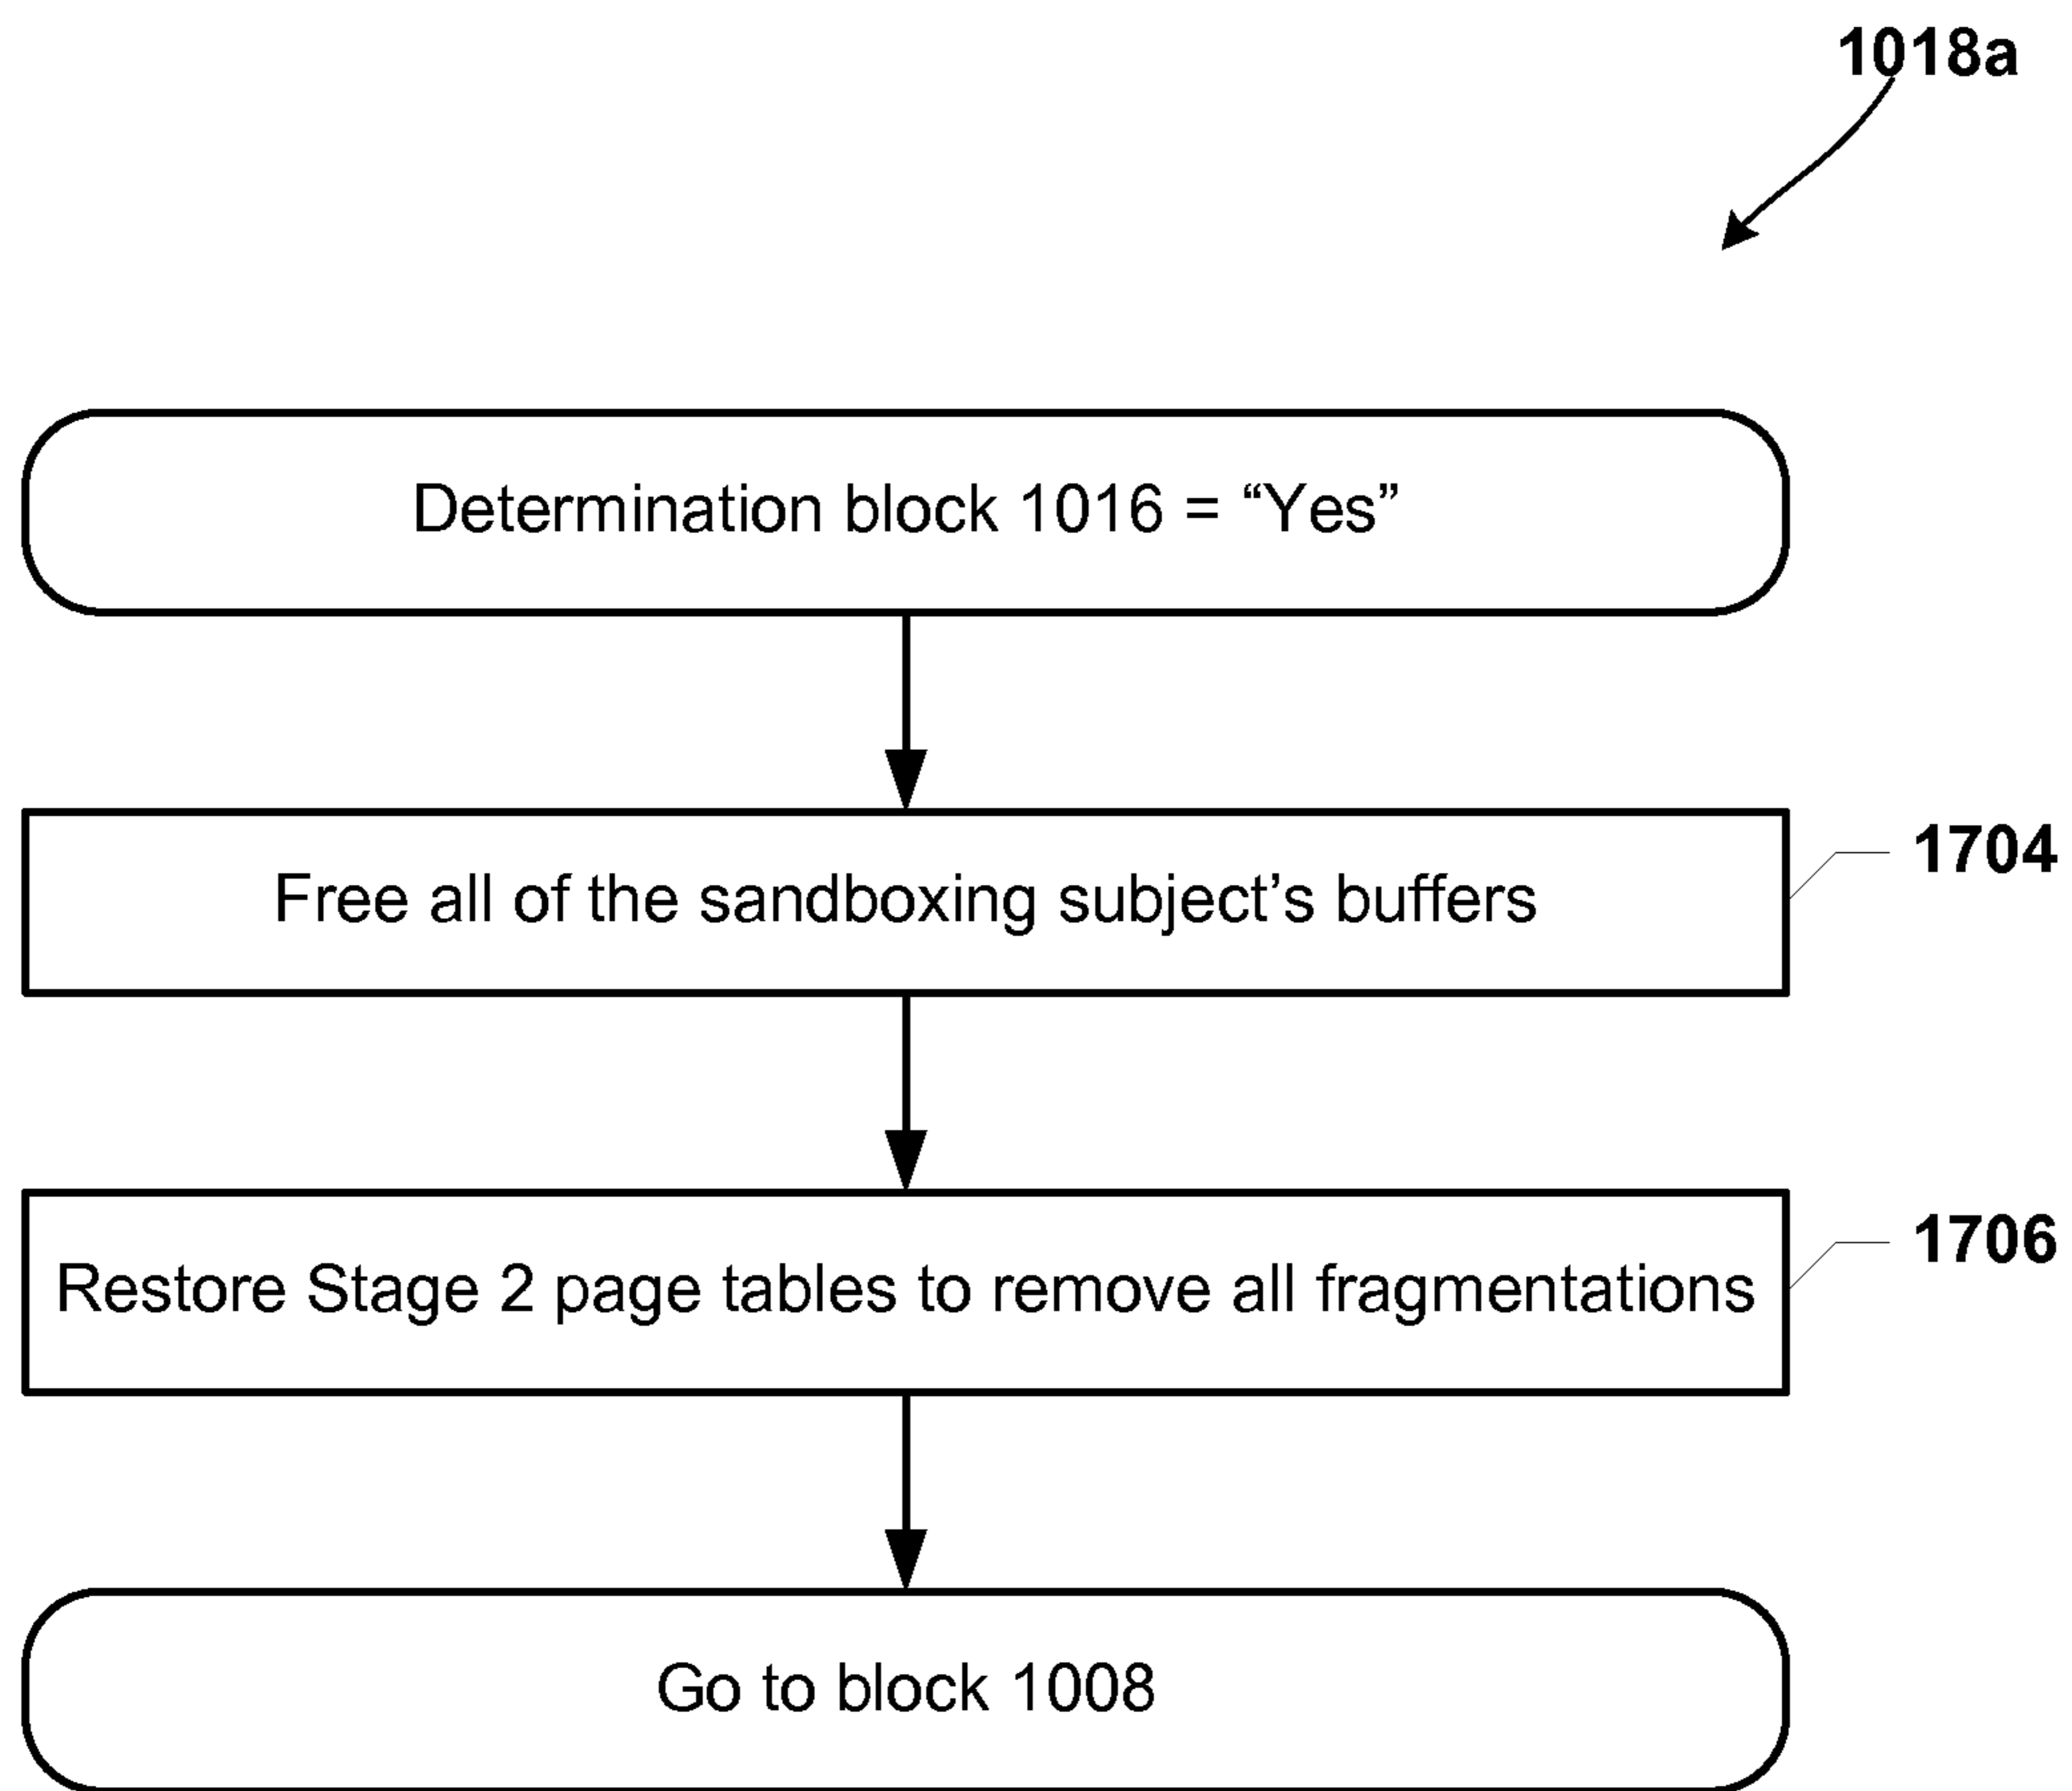 1018a
Determination block 1016 = “Yes”
Free all of the sandboxing subject’s buffers
1704
Restore Stage 2 page tables to remove all fragmentations
1706
Go to block 1008